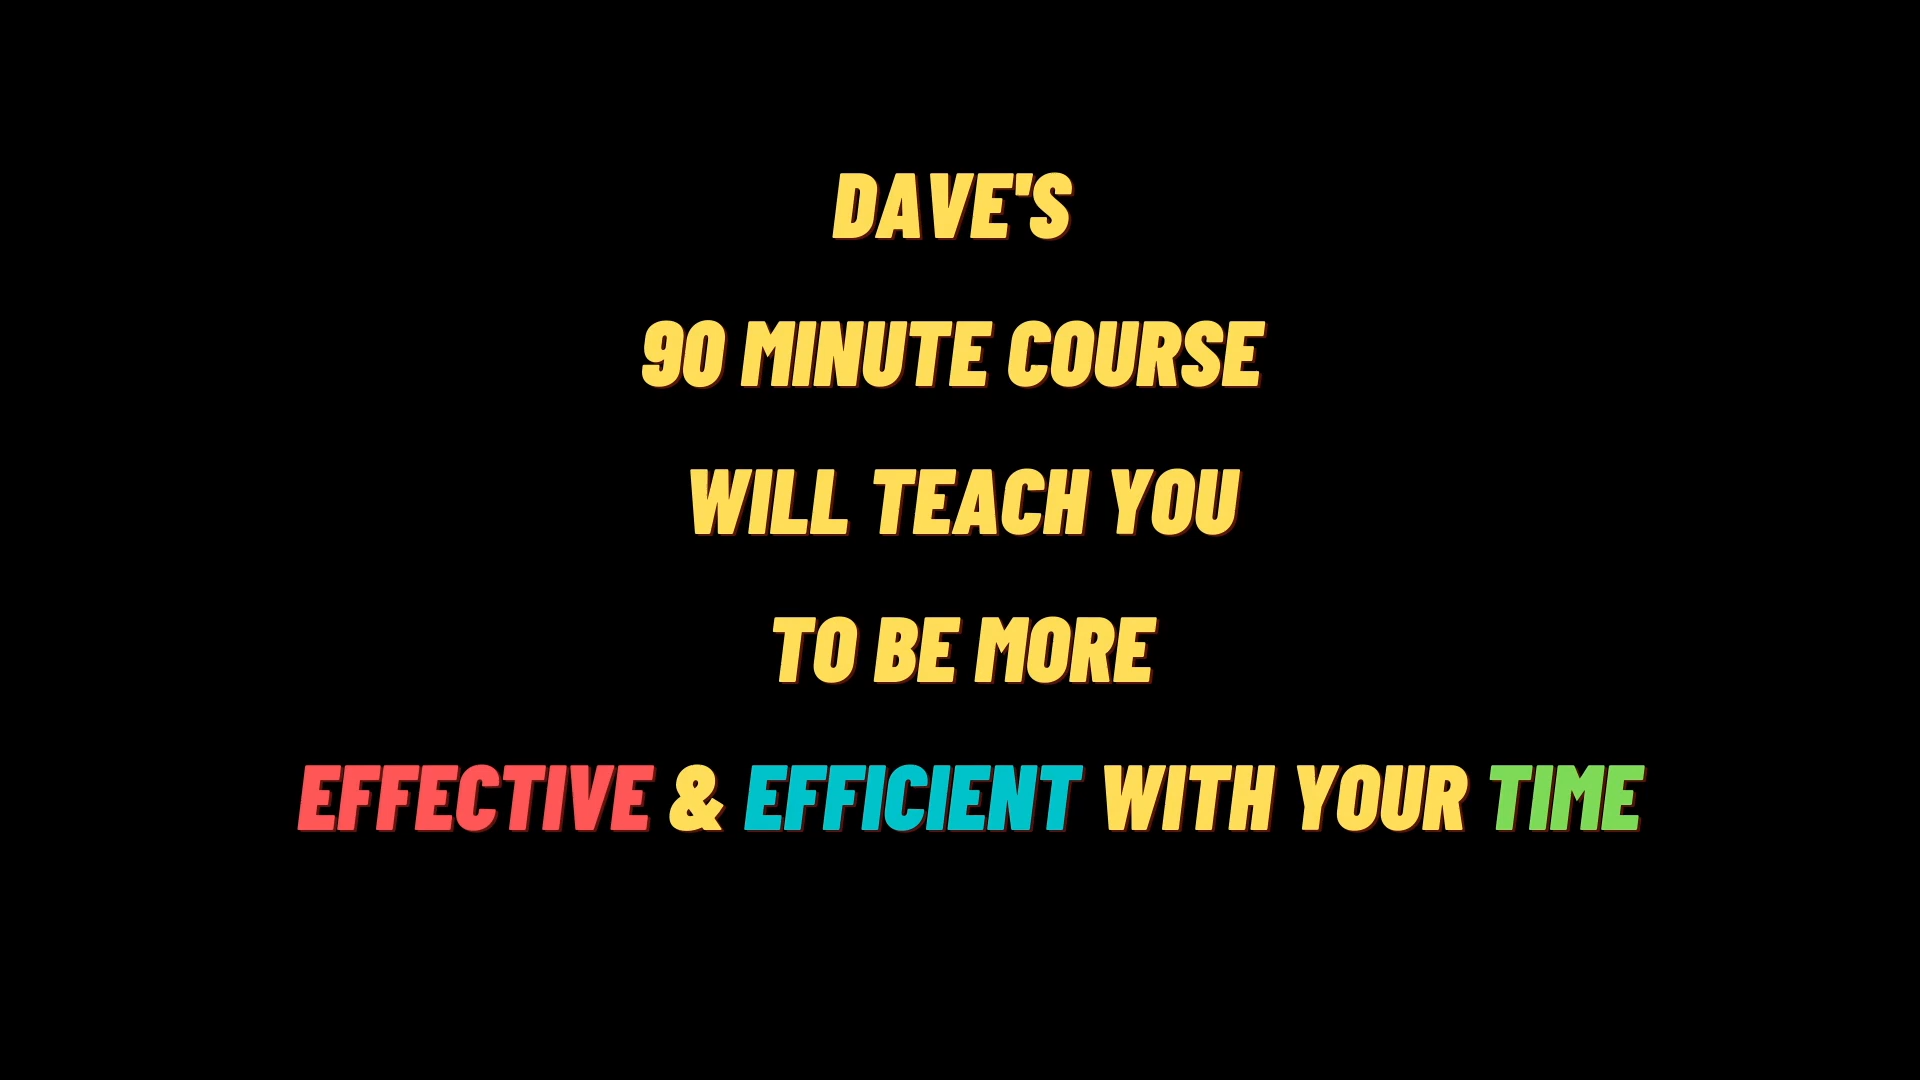 DAVE'S
90 MINUTE COURSE
WILL TEACH YOU
TO BE MORE
EFFECTIVE & EFFICIENT WITH YOUR TIME